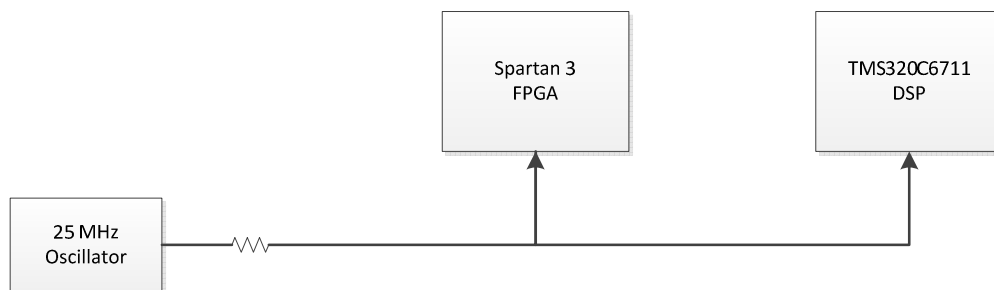 Spartan 3
FPGA
TMS320C6711
DSP
25 MHz
Oscillator